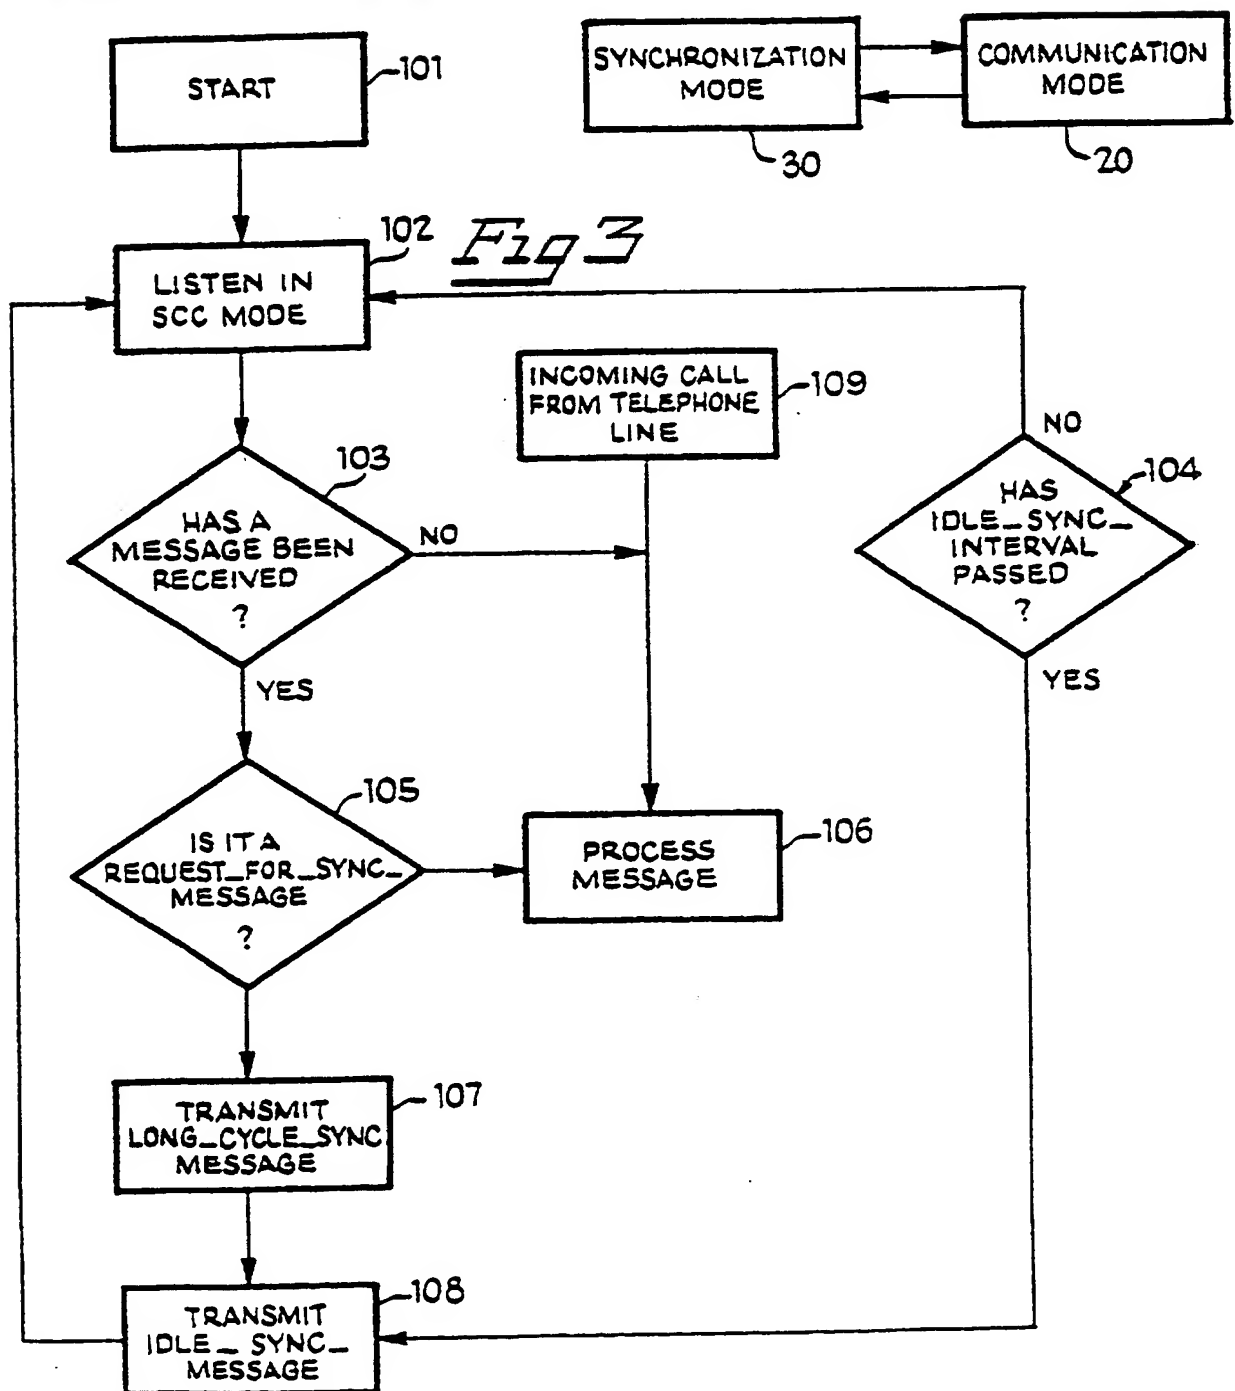 START
101
SYNCHRONIZATION
MODE
30
COMMUNICATION
MODE
20
Fig 3
102
LISTEN IN
SCC MODE
INCOMING CALL
FROM TELEPHONE
LINE
109
103
HAS A
MESSAGE BEEN
RECEIVED
?
NO
YES
NO
104
HAS
IDLE_SYNC_
INTERVAL
PASSED
?
YES
105
IS IT A
REQUEST_FOR_SYNC_
MESSAGE
?
PROCESS
MESSAGE
106
TRANSMIT
LONG_CYCLE_SYNC
MESSAGE
107
TRANSMIT
IDLE_SYNC_
MESSAGE
108